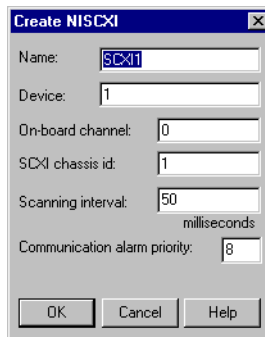 Create NISCXI
Name: SCXI1
Device: 1
On-board channel: 0
SCXI chassis id: 1
Scanning interval: 50
milliseconds
Communication alarm priority: 8
OK Cancel Help